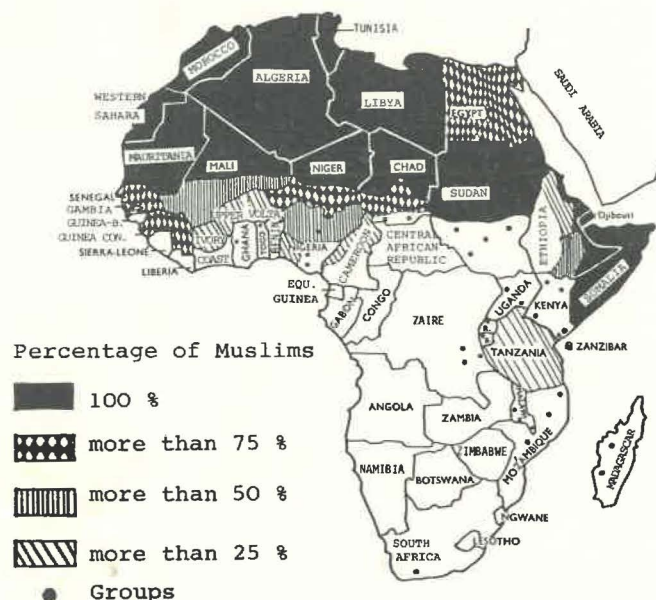 TUNISIA
MOROCCO
ALGERIA
LIBYA
EGYPT
SAUDI ARABIA
WESTERN
SAHARA
MAURITANIA
MALI
NIGER
CHAD
SUDAN
SENEGAL
GAMBIA
GUINEA-B.
GUINEA CON.
SIERRA-LEONE
LIBERIA
IVORY
COAST
UPPER VOLTA
GHANA
TOGO
BENIN
NIGERIA
CAMEROON
CENTRAL
AFRICAN
REPUBLIC
ETHIOPIA
Djbouti
SOMALIA
EQU.
GUINEA
GABON
CONGO
ZAIRE
UGANDA
KENYA
R.
B.
TANZANIA
ZANZIBAR
ANGOLA
ZAMBIA
MOZAMBIQUE
ZIMBABWE
NAMIBIA
BOTSWANA
MADAGASCAR
NGWANE
LESOTHO
SOUTH
AFRICA
Percentage of Muslims
100 %
more than 75 %
more than 50 %
more than 25 %
Groups